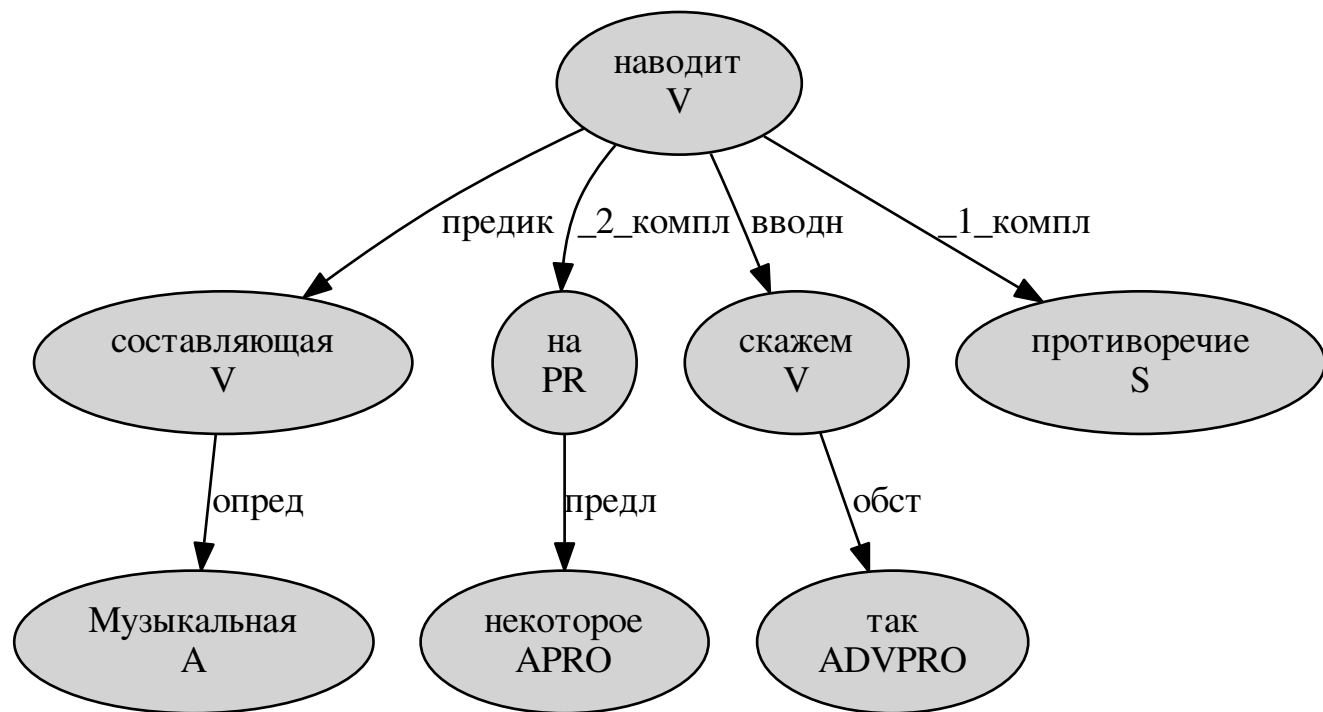 наводит
V
предик
_2_компл
вводн
_1_компл
составляющая
V
на
PR
скажем
V
противоречие
S
опред
предл
обст
Музыкальная
A
некоторое
APRO
так
ADVPRO